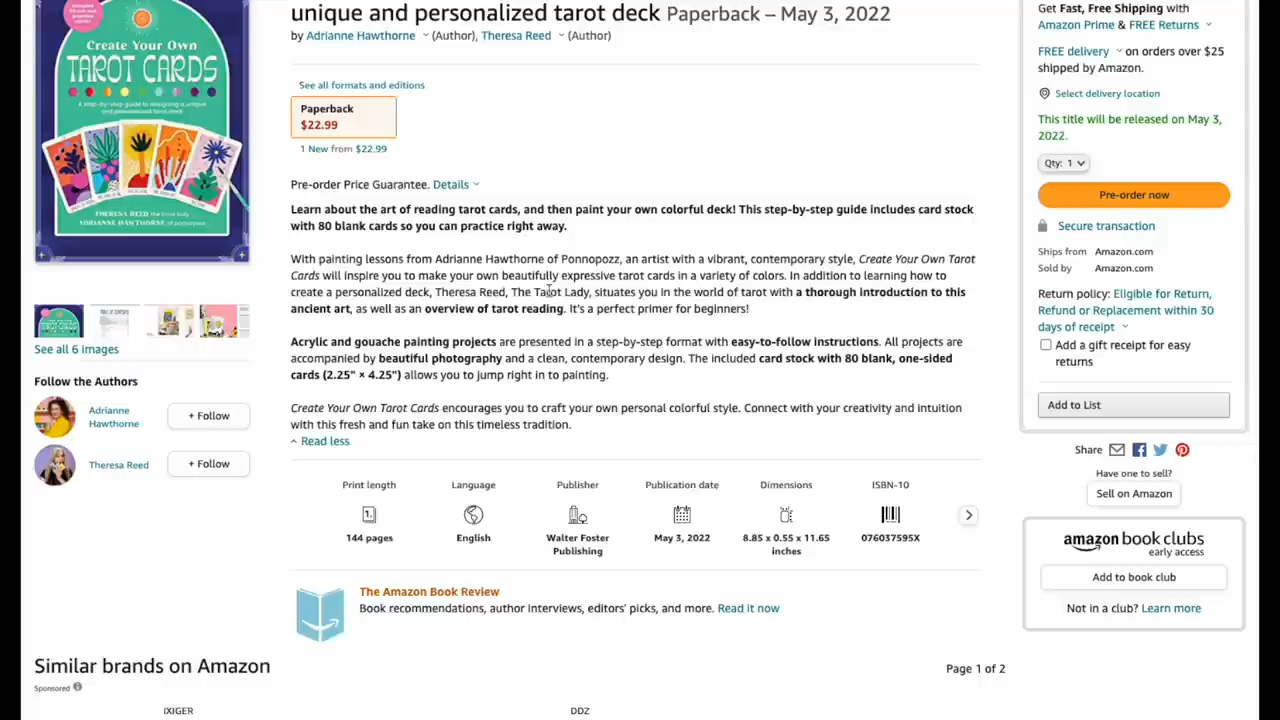 unique and personalized tarot deck Paperback – May 3, 2022
by Adrianne Hawthorne (Author), Theresa Reed (Author)
Create Your Own
TAROT CARDS
A step-by-step guide to designing a unique
and personalized tarot deck
THERESA REED the tarot lady
ADRIANNE HAWTHORNE of ponnopozz
See all 6 images
Follow the Authors
Adrianne
Hawthorne
+ Follow
Theresa Reed
+ Follow
See all formats and editions
Paperback
$22.99
1 New from $22.99
Pre-order Price Guarantee. Details
Learn about the art of reading tarot cards, and then paint your own colorful deck! This step-by-step guide includes card stock
with 80 blank cards so you can practice right away.
With painting lessons from Adrianne Hawthorne of Ponnopozz, an artist with a vibrant, contemporary style, Create Your Own Tarot
Cards will inspire you to make your own beautifully expressive tarot cards in a variety of colors. In addition to learning how to
create a personalized deck, Theresa Reed, The Tarot Lady, situates you in the world of tarot with a thorough introduction to this
ancient art, as well as an overview of tarot reading. It's a perfect primer for beginners!
Acrylic and gouache painting projects are presented in a step-by-step format with easy-to-follow instructions. All projects are
accompanied by beautiful photography and a clean, contemporary design. The included card stock with 80 blank, one-sided
cards (2.25" × 4.25") allows you to jump right in to painting.
Create Your Own Tarot Cards encourages you to craft your own personal colorful style. Connect with your creativity and intuition
with this fresh and fun take on this timeless tradition.
Read less
Print length
144 pages
Language
English
Publisher
Walter Foster
Publishing
Publication date
May 3, 2022
Dimensions
8.85 x 0.55 x 11.65
inches
ISBN-10
076037595X
The Amazon Book Review
Book recommendations, author interviews, editors' picks, and more. Read it now
Get Fast, Free Shipping with
Amazon Prime & FREE Returns
FREE delivery on orders over $25
shipped by Amazon.
Select delivery location
This title will be released on May 3,
2022.
Qty: 1
Pre-order now
Secure transaction
Ships from Amazon.com
Sold by Amazon.com
Return policy: Eligible for Return,
Refund or Replacement within 30
days of receipt
Add a gift receipt for easy
returns
Add to List
Share
Have one to sell?
Sell on Amazon
amazon book clubs
early access
Add to book club
Not in a club? Learn more
Similar brands on Amazon
Page 1 of 2
Sponsored
IXIGER
DDZ